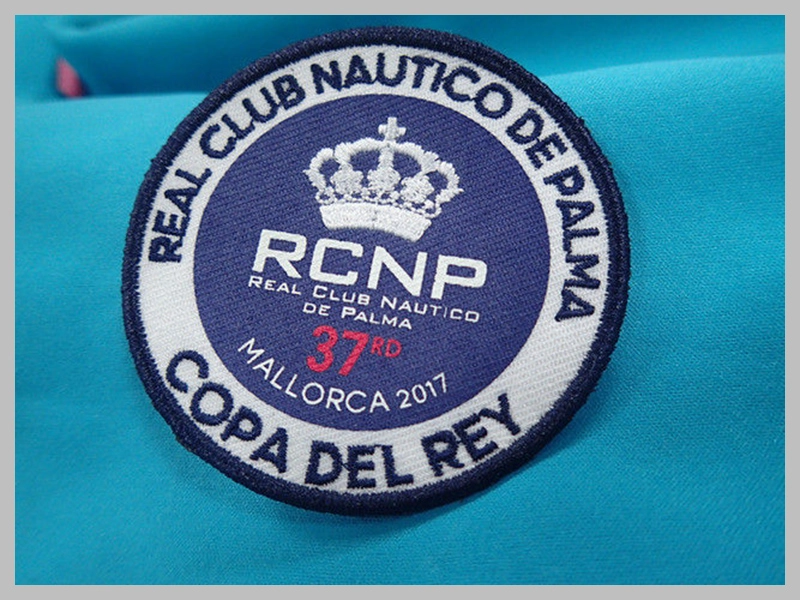 REAL CLUB NAUTICO DE PALMA
RCNP
REAL CLUB NAUTICO
DE PALMA
37RD
MALLORCA 2017
COPA DEL REY